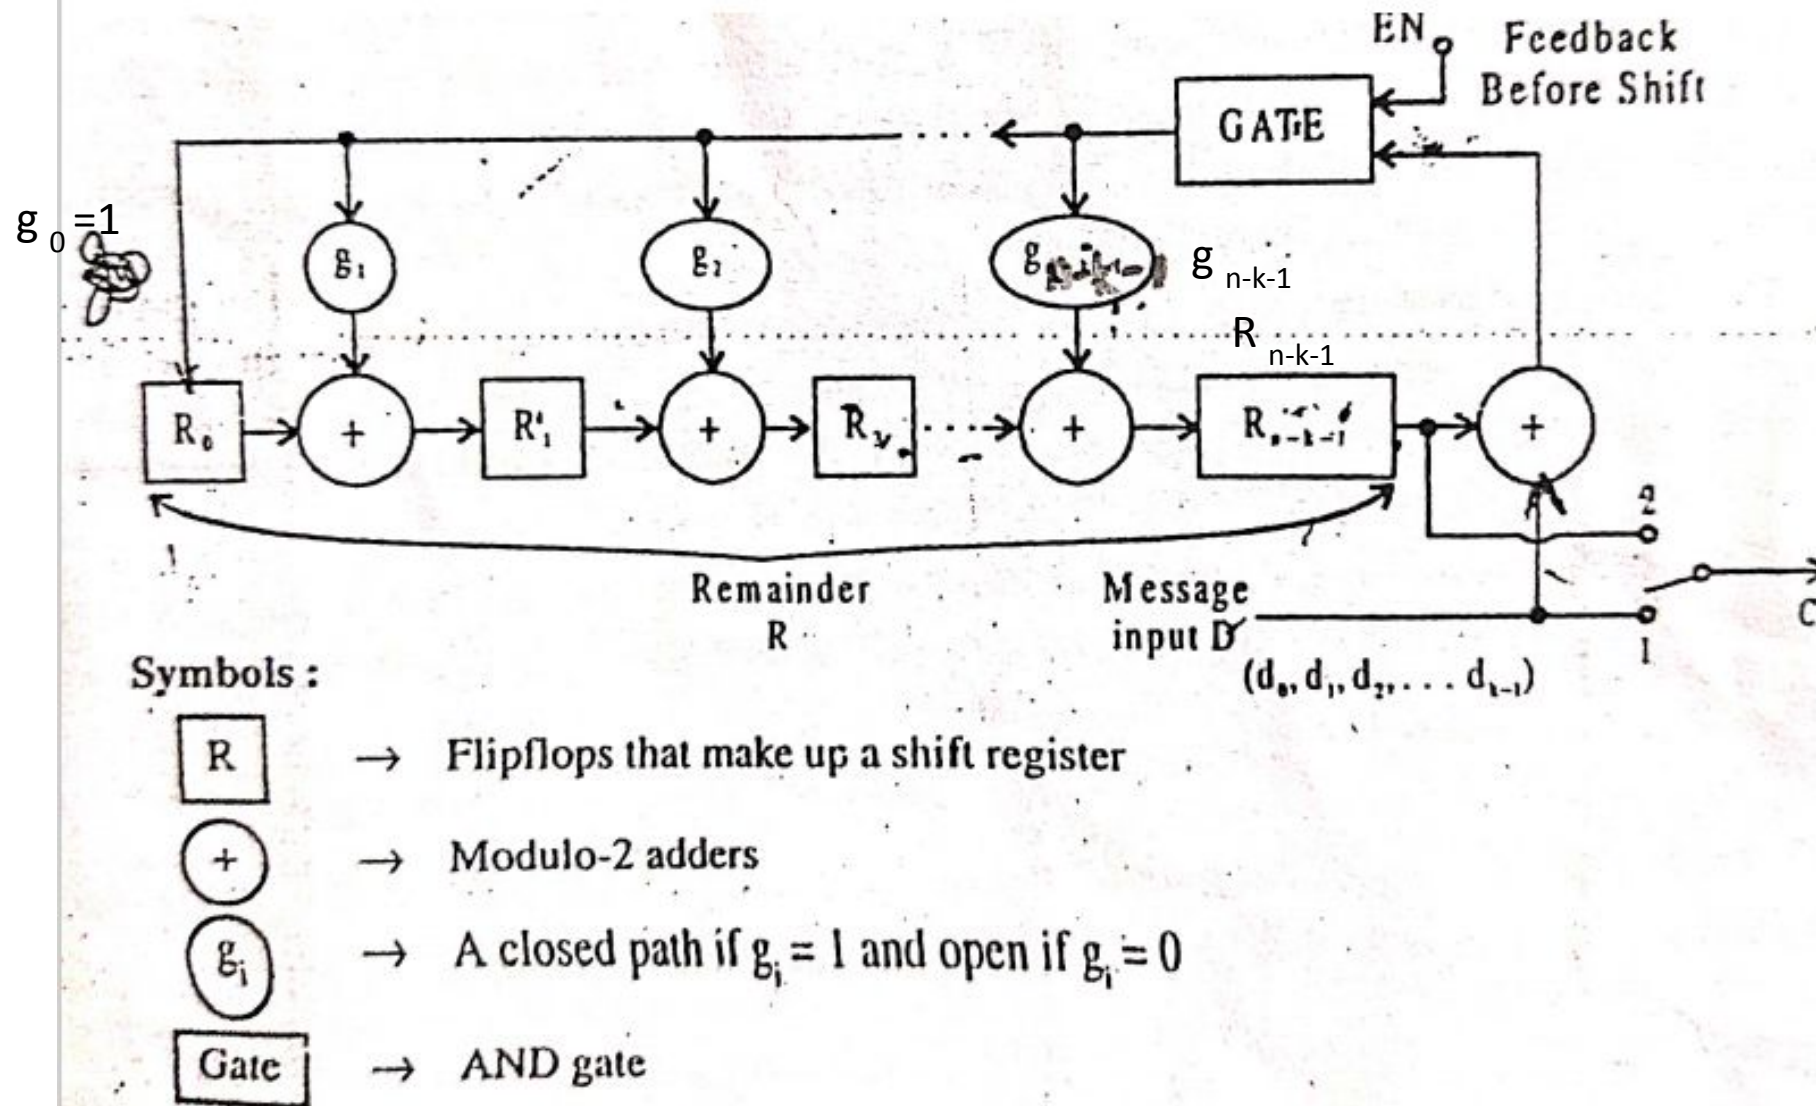 EN Feedback
Before Shift
GATE
g 0 =1
g₁ g₂ g g n-k-1
R n-k-1
R₀ + R₁ + R₂ + R n-k-1 +
2
Remainder
R
Message
input D
1
C
(d₀, d₁, d₂, . . . d k-1)
Symbols :
R → Flipflops that make up a shift register
+ → Modulo-2 adders
gᵢ → A closed path if gᵢ = 1 and open if gᵢ = 0
Gate → AND gate